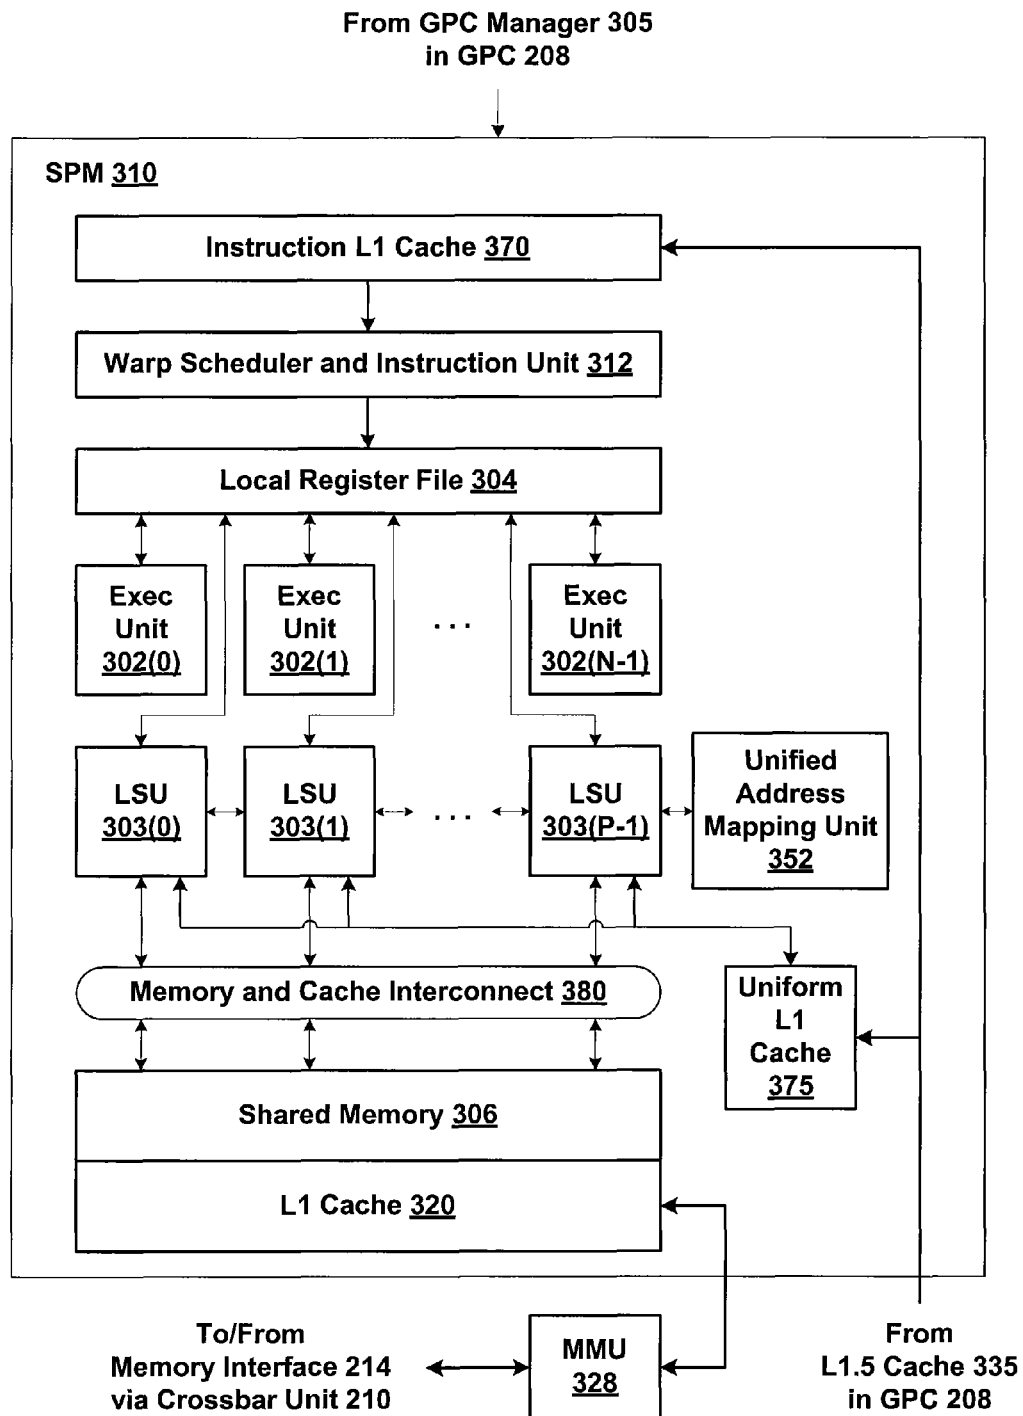 From GPC Manager 305
in GPC 208
SPM 310
Instruction L1 Cache 370
Warp Scheduler and Instruction Unit 312
Local Register File 304
Exec
Unit
302(0)
Exec
Unit
302(1)
. . .
Exec
Unit
302(N-1)
LSU
303(0)
LSU
303(1)
. . .
LSU
303(P-1)
Unified
Address
Mapping Unit
352
Memory and Cache Interconnect 380
Uniform
L1
Cache
375
Shared Memory 306
L1 Cache 320
To/From
Memory Interface 214
via Crossbar Unit 210
MMU
328
From
L1.5 Cache 335
in GPC 208